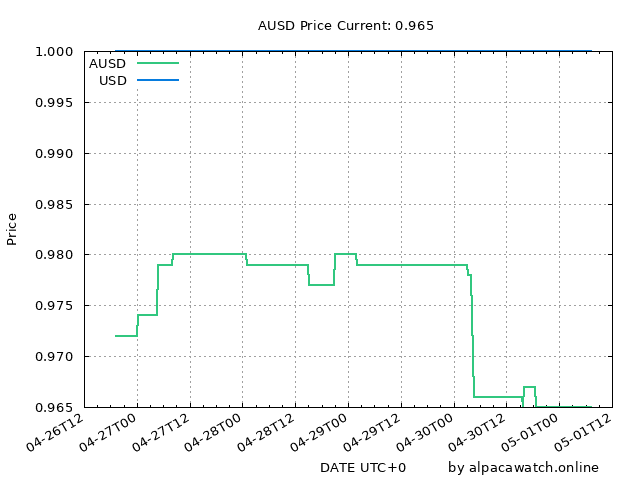 AUSD Price Current: 0.965
1.000
AUSD
USD
0.995
0.990
0.985
0.980
0.975
0.970
0.965
Price
04-26T12 04-27T00 04-27T12 04-28T00 04-28T12 04-29T00 04-29T12 04-30T00 04-30T12 05-01T00 05-01T12
DATE UTC+0 by alpacawatch.online